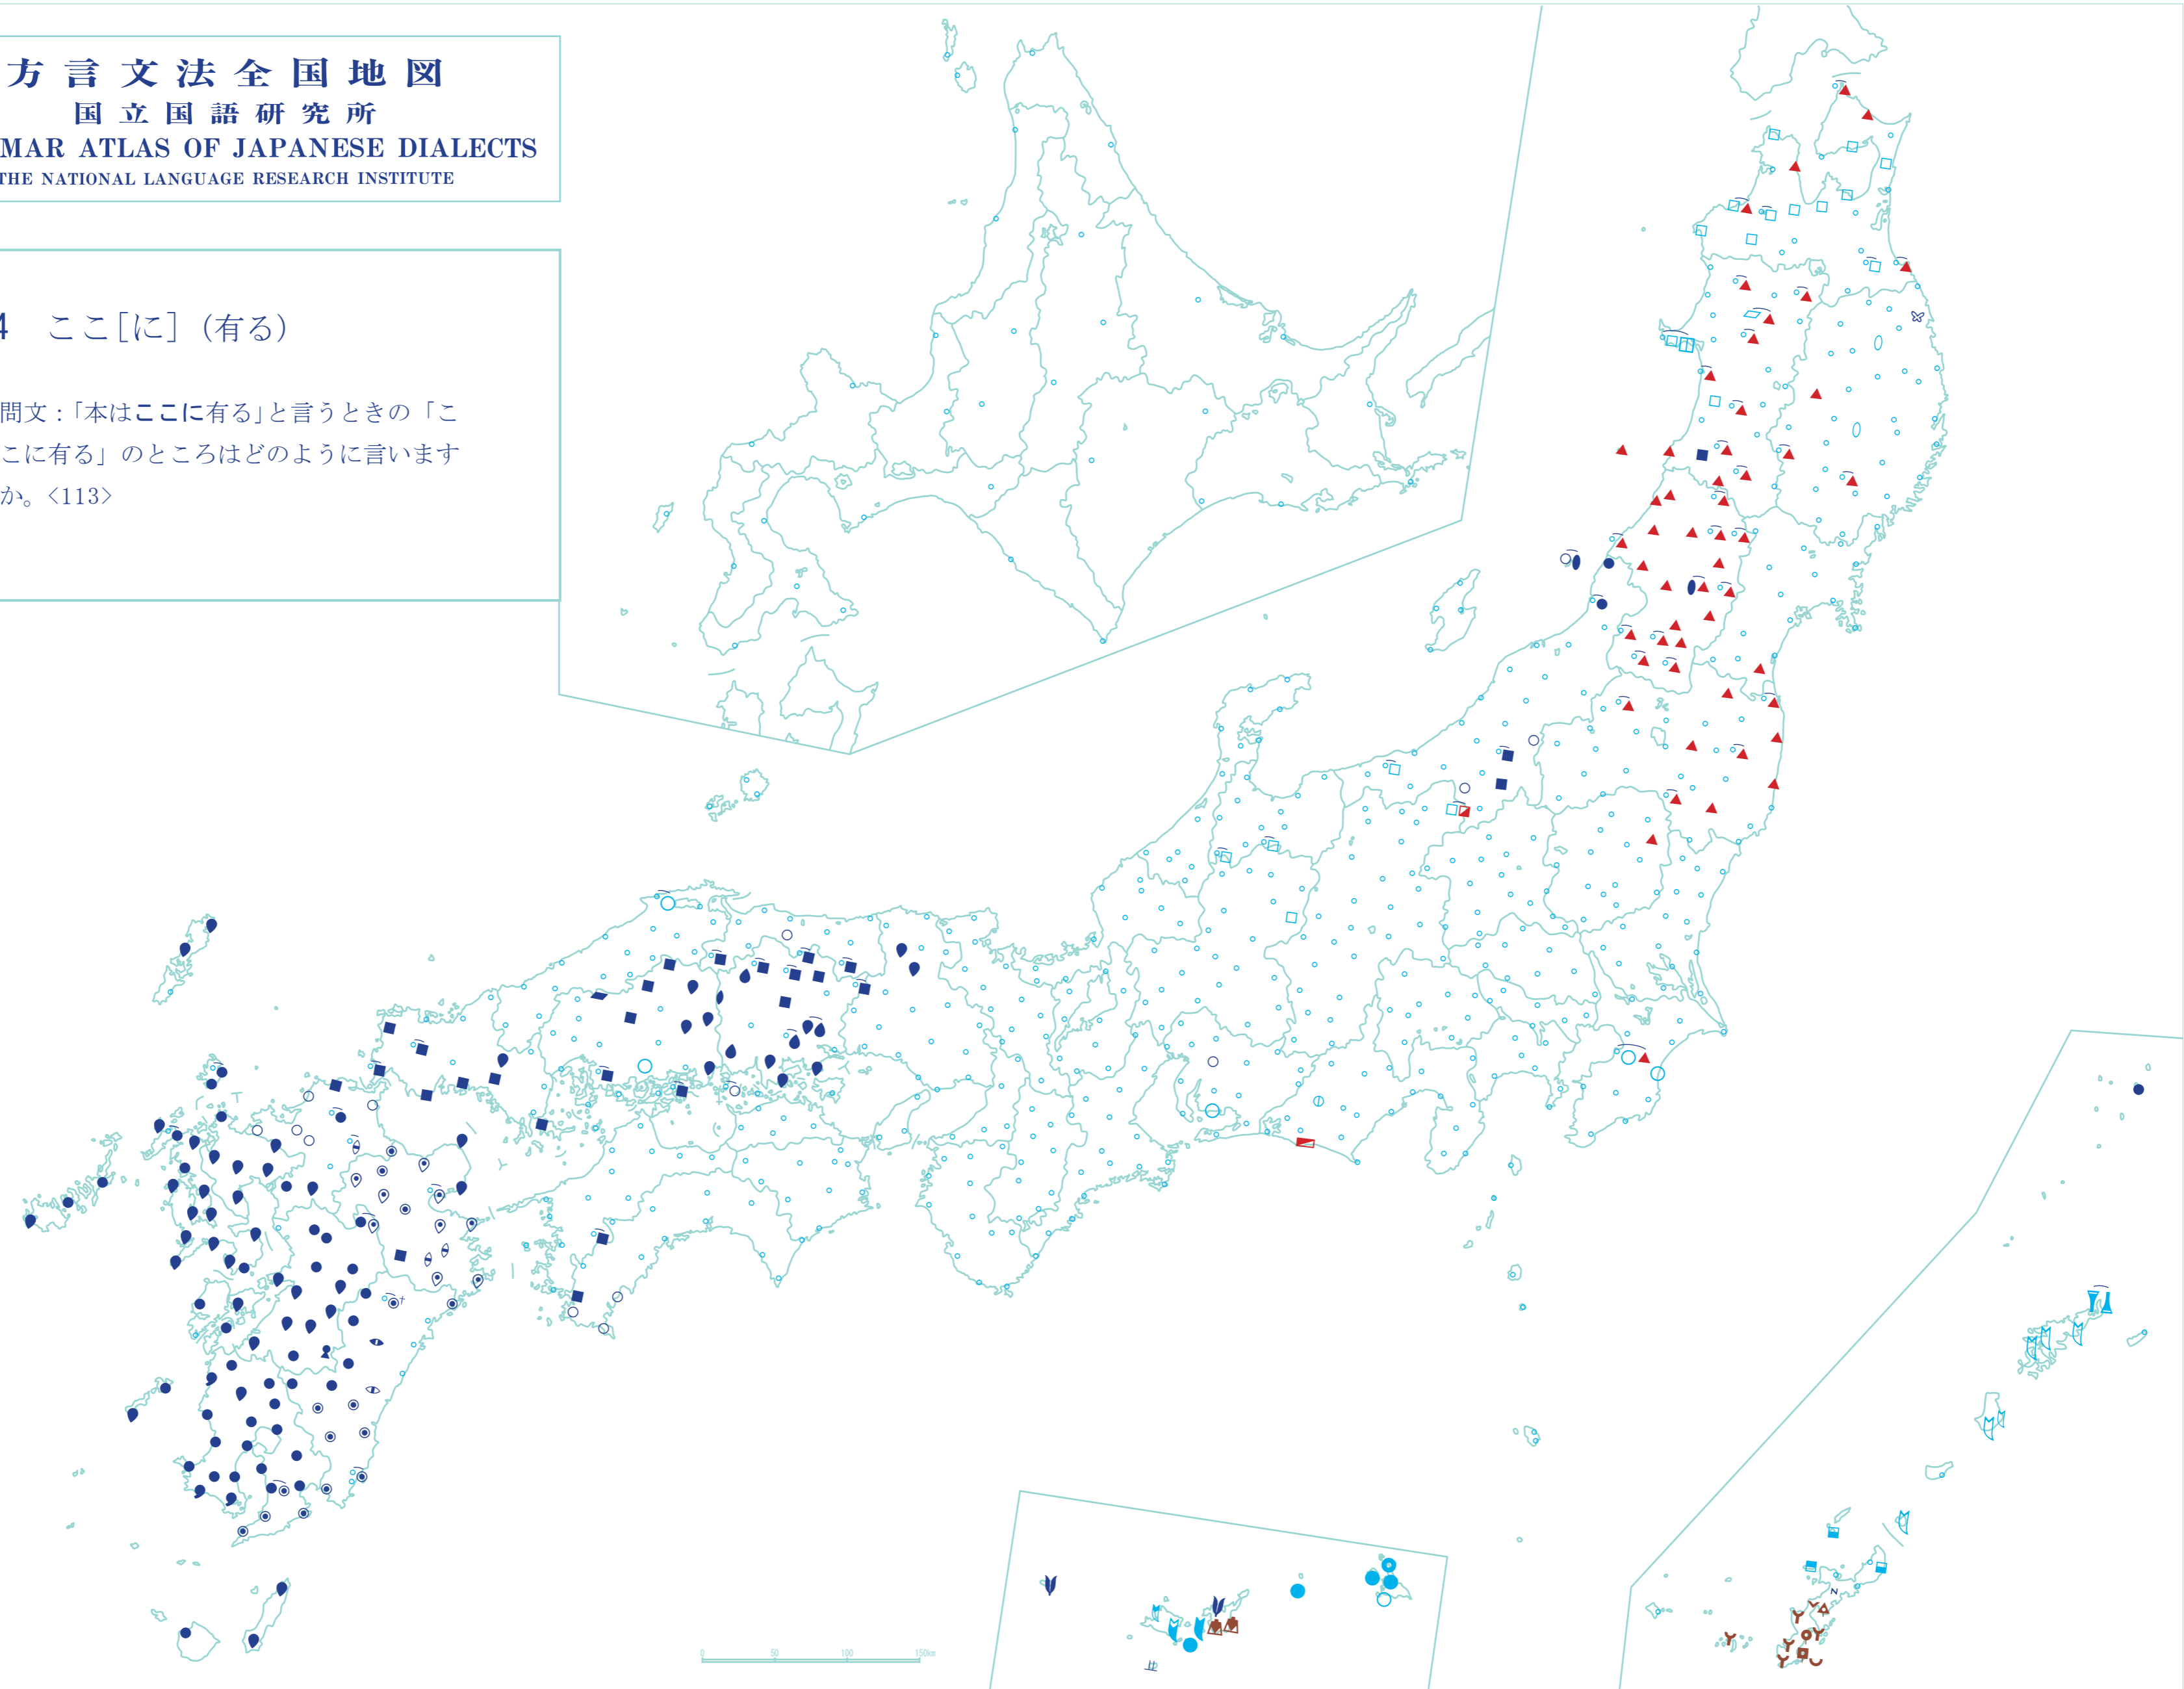 方言文法全国地図
国立国語研究所
MAR ATLAS OF JAPANESE DIALECTS
THE NATIONAL LANGUAGE RESEARCH INSTITUTE
4 ここ[に]（有る）
問文：「本はここに有る」と言うときの「こ
こに有る」のところはどのように言います
か。<113>
0 50 100 150km